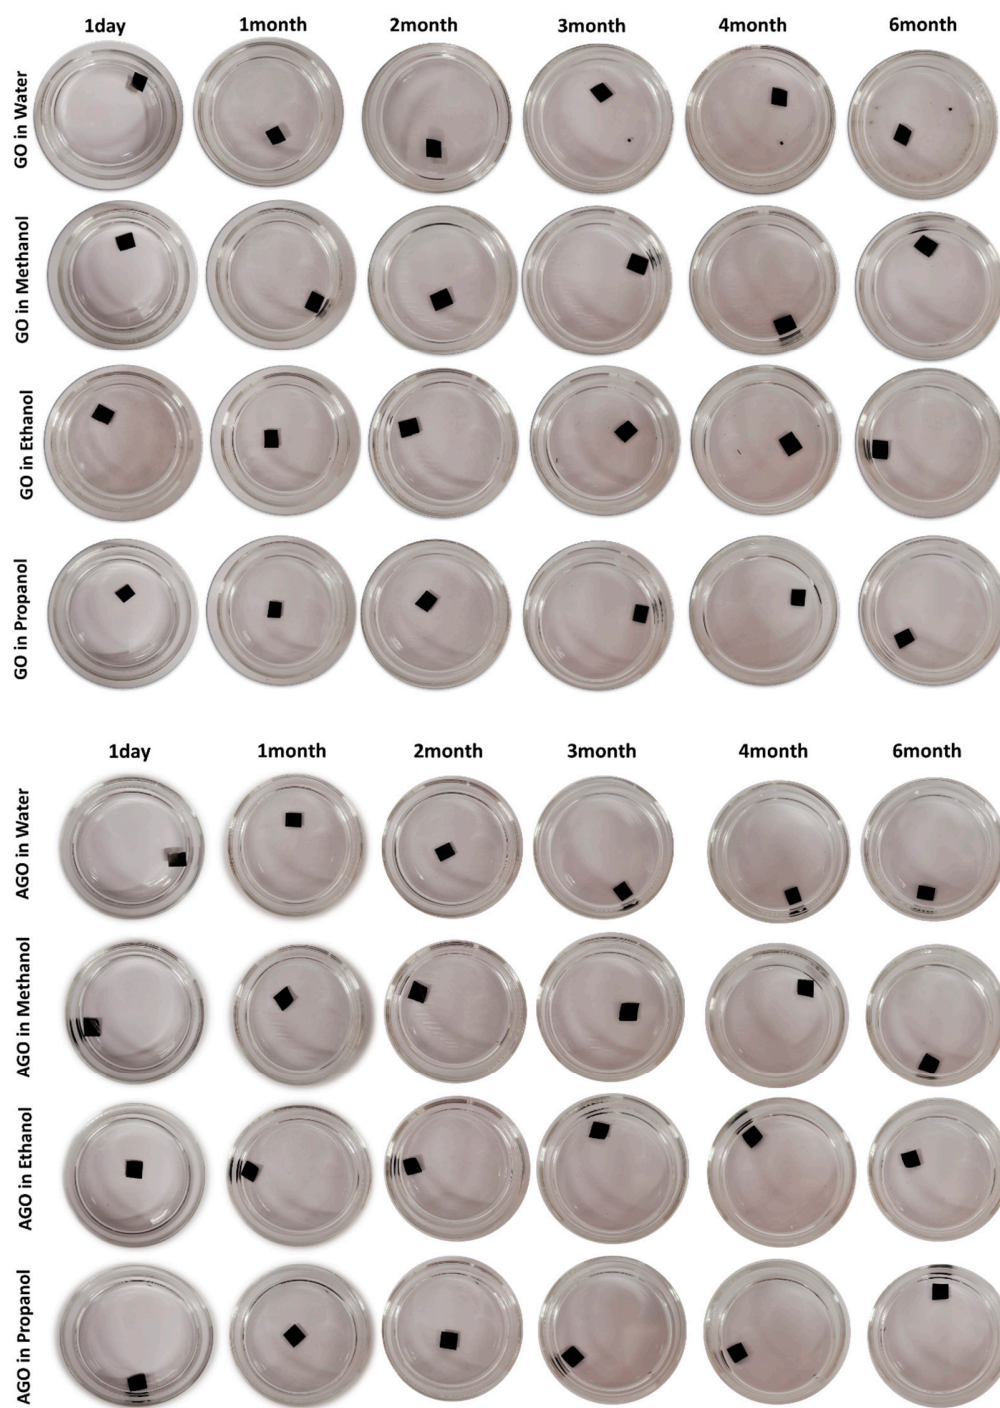 1day 1month 2month 3month 4month 6month
GO in Water
GO in Methanol
GO in Ethanol
GO in Propanol
1day 1month 2month 3month 4month 6month
AGO in Water
AGO in Methanol
AGO in Ethanol
AGO in Propanol